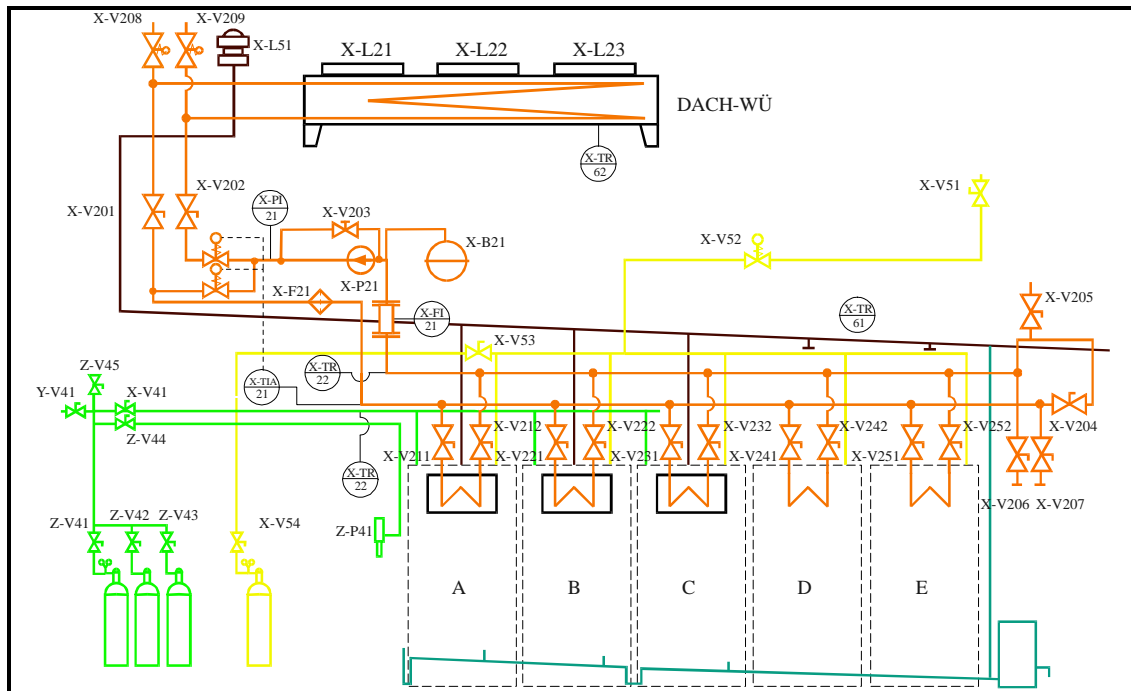 X-V208
X-V209
X-L51
X-L21
X-L22
X-L23
DACH-WÜ
X-TR
62
X-V201
X-V202
X-PI
21
X-V203
X-B21
X-V51
X-V52
X-P21
X-F21
X-FI
21
X-TR
61
X-V205
X-V53
Z-V45
X-TR
22
Y-V41
X-V41
X-TIA
21
Z-V44
X-V212
X-V222
X-V232
X-V242
X-V252
X-V204
X-V211
X-V221
X-V231
X-V241
X-V251
X-TR
22
X-V206
X-V207
Z-V41
Z-V42
Z-V43
X-V54
Z-P41
A
B
C
D
E